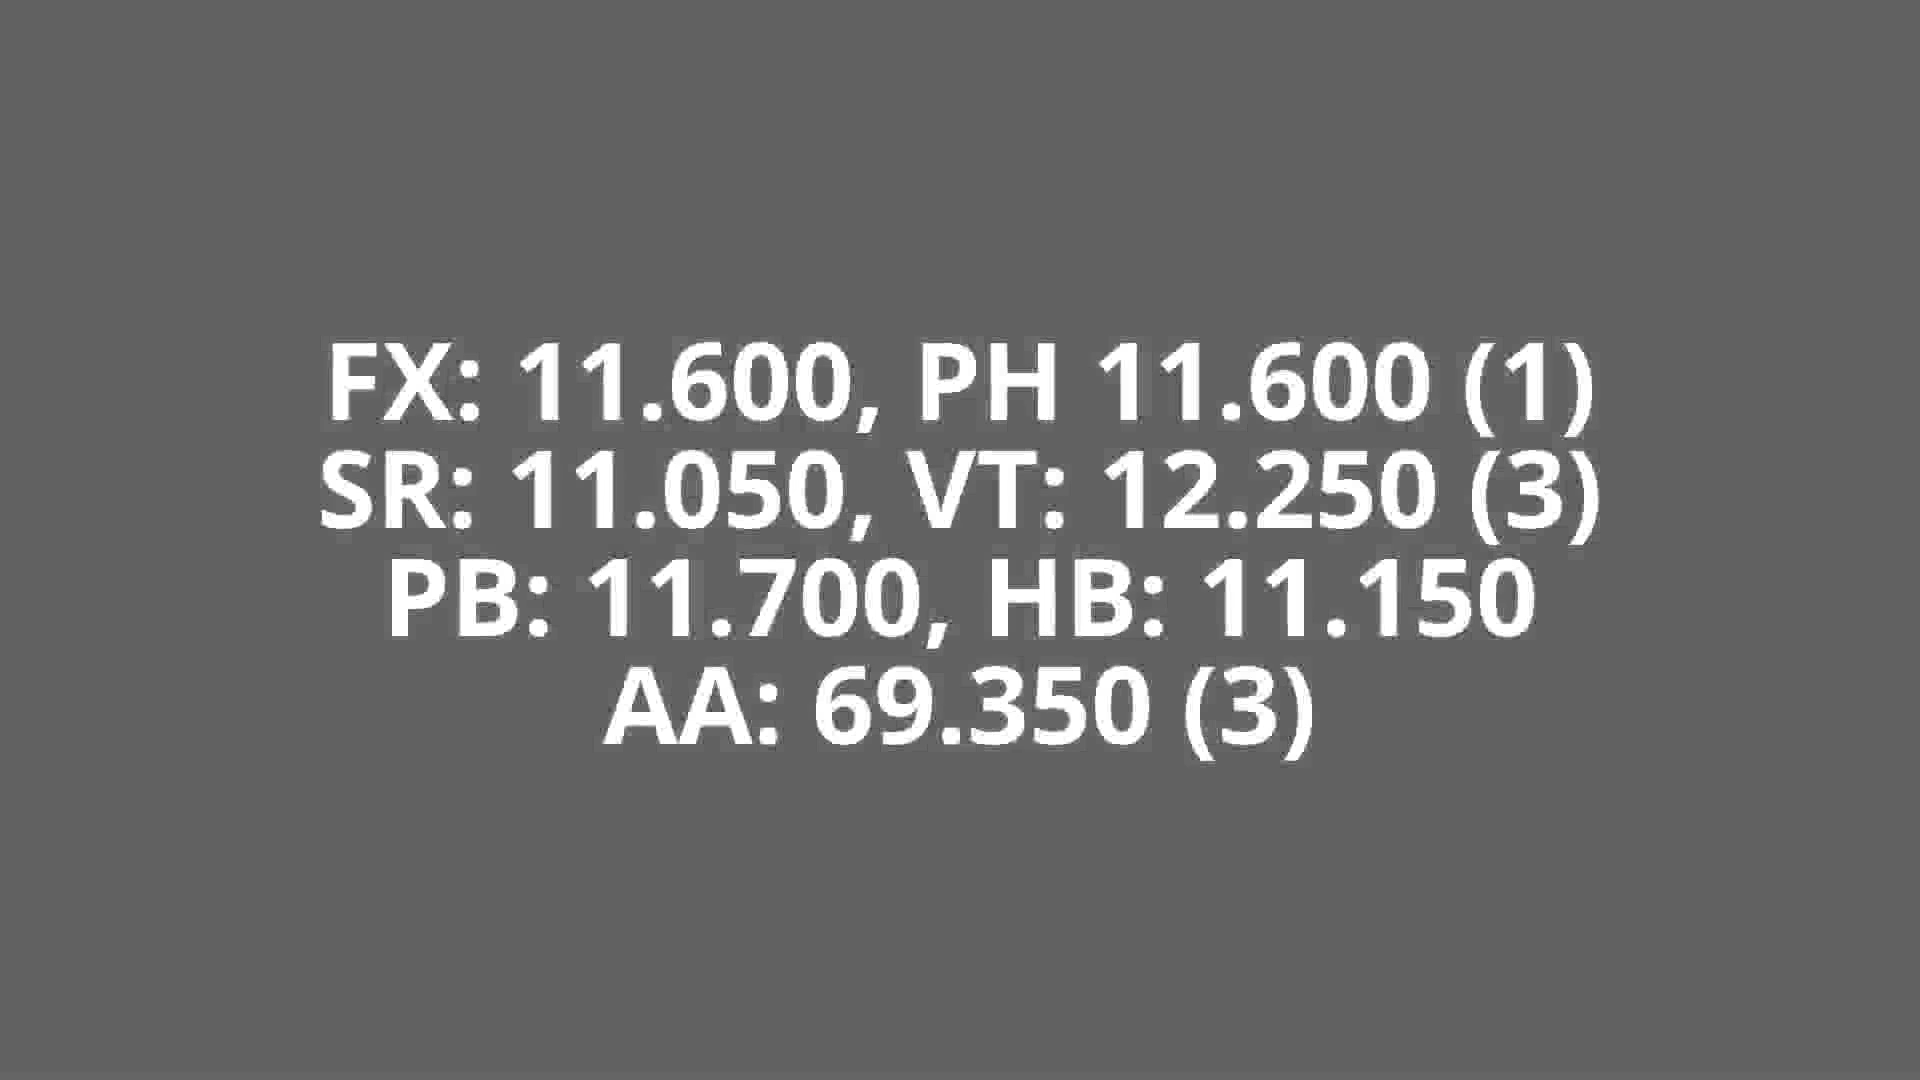 FX: 11.600, PH 11.600 (1)
SR: 11.050, VT: 12.250 (3)
PB: 11.700, HB: 11.150
AA: 69.350 (3)